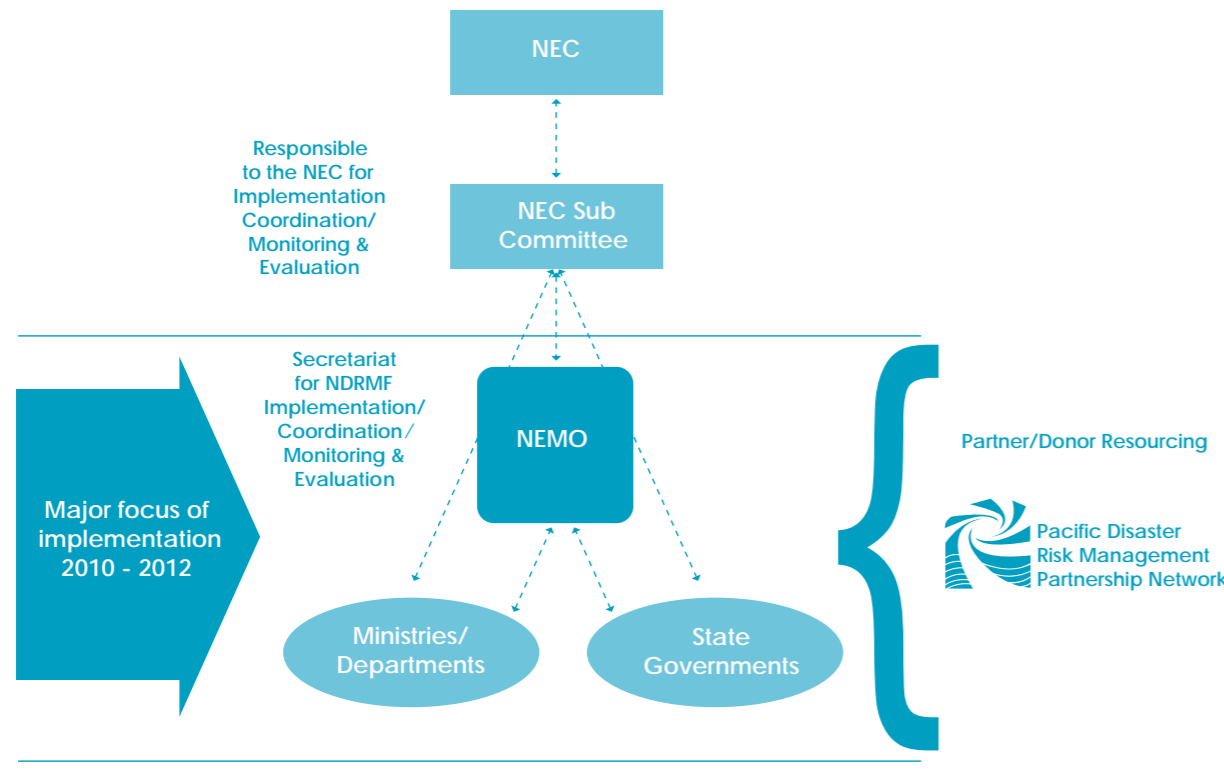 NEC
Responsible
to the NEC for
Implementation
Coordination/
Monitoring &
Evaluation
NEC Sub
Committee
Secretariat
for NDRMF
Implementation/
Coordination/
Monitoring &
Evaluation
NEMO
Major focus of
implementation
2010 - 2012
Ministries/
Departments
State
Governments
Partner/Donor Resourcing
Pacific Disaster
Risk Management
Partnership Network